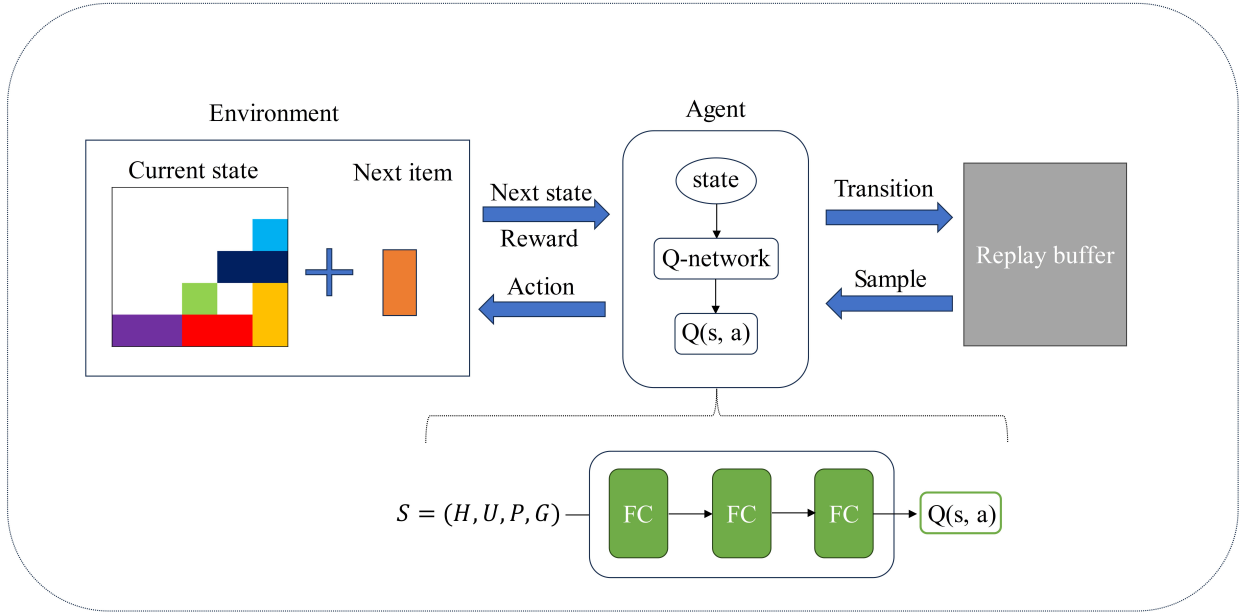 Environment
Agent
Current state
Next item
Next state
Reward
Action
state
Q-network
Q(s, a)
Transition
Sample
Replay buffer
S = (H, U, P, G)
FC
FC
FC
Q(s, a)